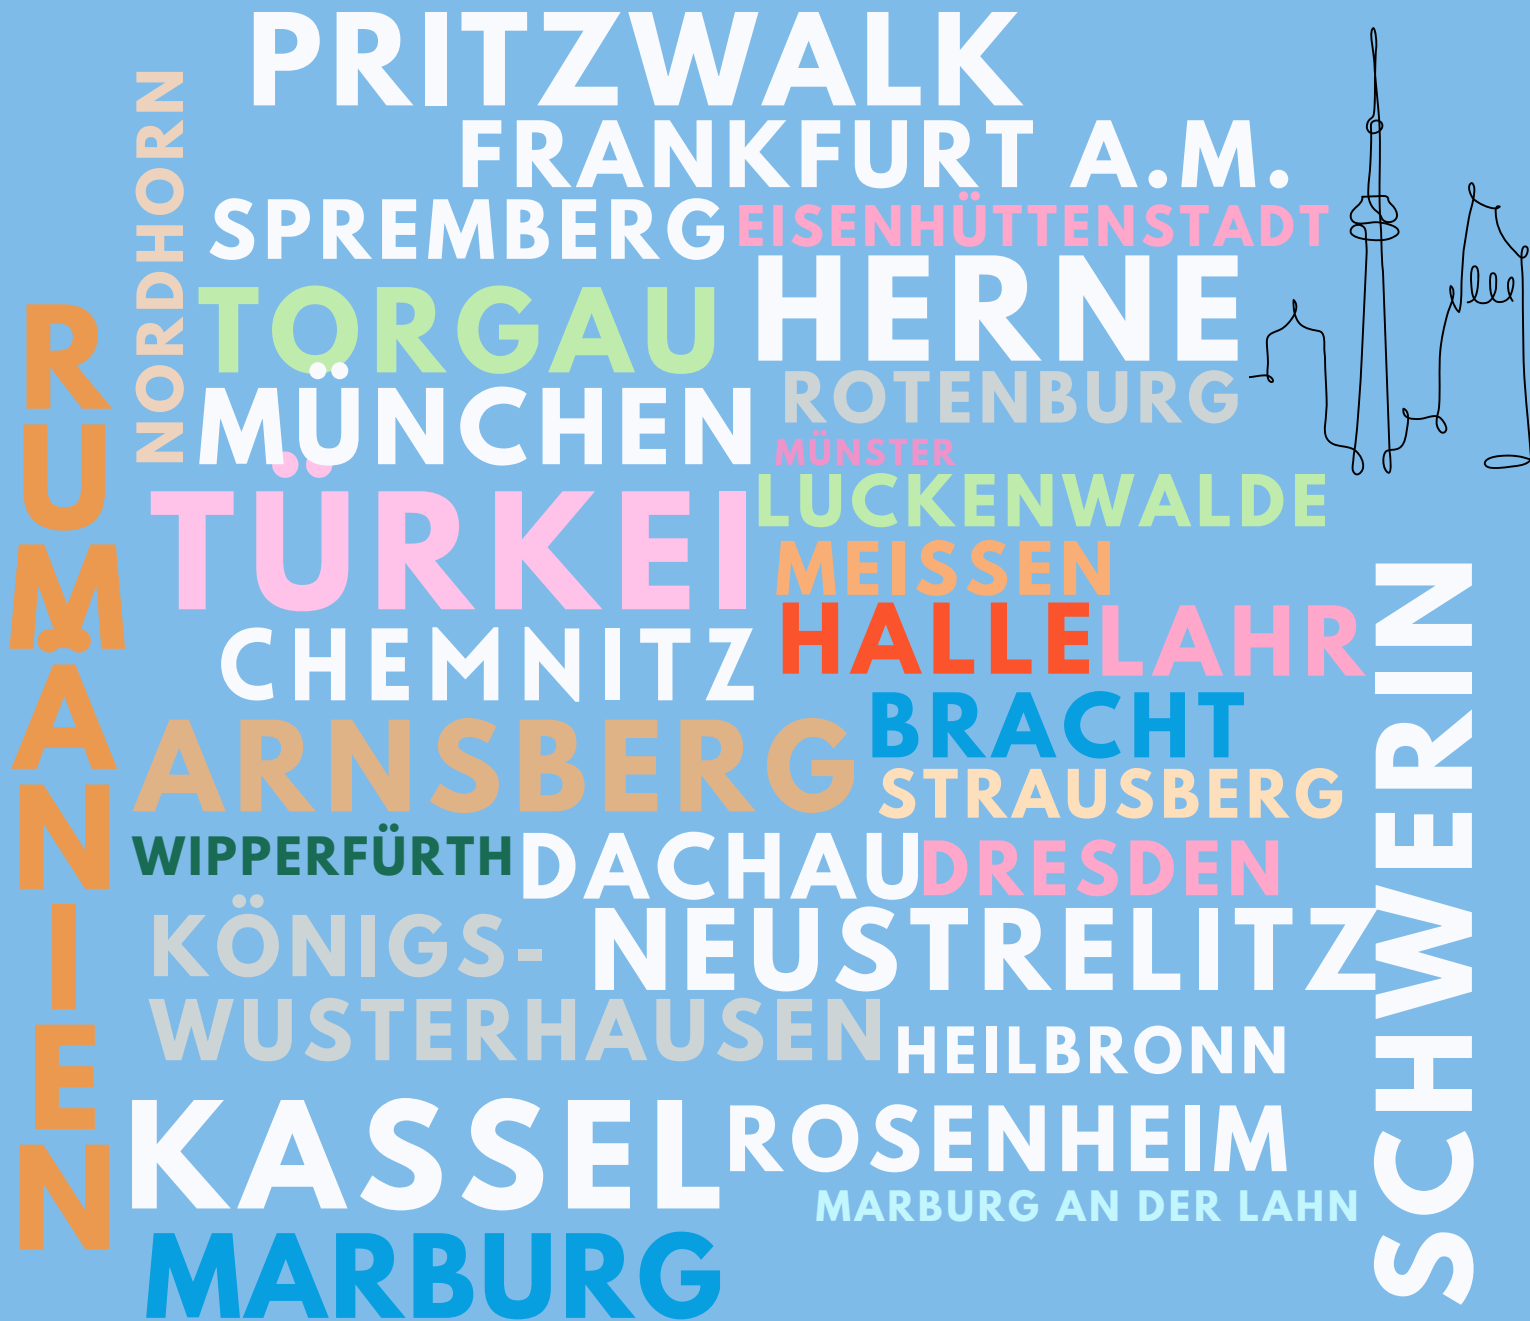 PRITZWALK
NORDHORN
FRANKFURT A.M.
SPREMBERG
EISENHÜTTENSTADT
HERNE
TORGAU
RUMÄNIEN
ROTENBURG
MÜNCHEN
MÜNSTER
TÜRKEI
LUCKENWALDE
MEISSEN
HALLE
LAHR
CHEMNITZ
SCHWERIN
BRACHT
ARNSBERG
STRAUSBERG
WIPPERFÜRTH
DACHAU
DRESDEN
KÖNIGS-
WUSTERHAUSEN
NEUSTRELITZ
HEILBRONN
KASSEL
ROSENHEIM
MARBURG AN DER LAHN
MARBURG